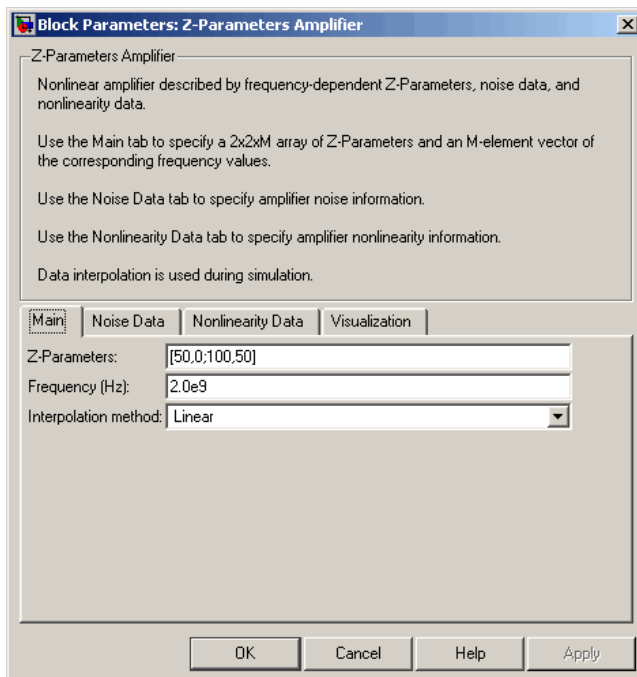 Block Parameters: Z-Parameters Amplifier
Z-Parameters Amplifier
Nonlinear amplifier described by frequency-dependent Z-Parameters, noise data, and
nonlinearity data.
Use the Main tab to specify a 2x2xM array of Z-Parameters and an M-element vector of
the corresponding frequency values.
Use the Noise Data tab to specify amplifier noise information.
Use the Nonlinearity Data tab to specify amplifier nonlinearity information.
Data interpolation is used during simulation.
Main Noise Data Nonlinearity Data Visualization
Z-Parameters: [50,0;100,50]
Frequency (Hz): 2.0e9
Interpolation method: Linear
OK Cancel Help Apply